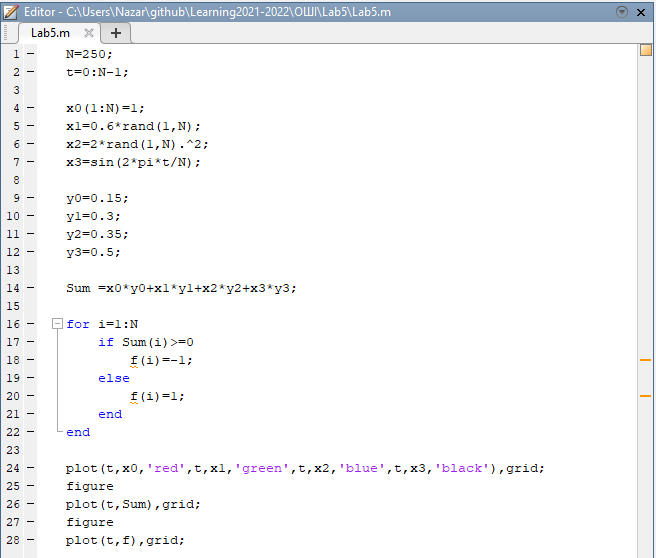 Editor - C:\Users\Nazar\github\Learning2021-2022\ОШІ\Lab5\Lab5.m
Lab5.m
1 N=250;
2 t=0:N-1;
3
4 x0(1:N)=1;
5 x1=0.6*rand(1,N);
6 x2=2*rand(1,N).^2;
7 x3=sin(2*pi*t/N);
8
9 y0=0.15;
10 y1=0.3;
11 y2=0.35;
12 y3=0.5;
13
14 Sum =x0*y0+x1*y1+x2*y2+x3*y3;
15
16 for i=1:N
17 if Sum(i)>=0
18 f(i)=-1;
19 else
20 f(i)=1;
21 end
22 end
23
24 plot(t,x0,'red',t,x1,'green',t,x2,'blue',t,x3,'black'),grid;
25 figure
26 plot(t,Sum),grid;
27 figure
28 plot(t,f),grid;